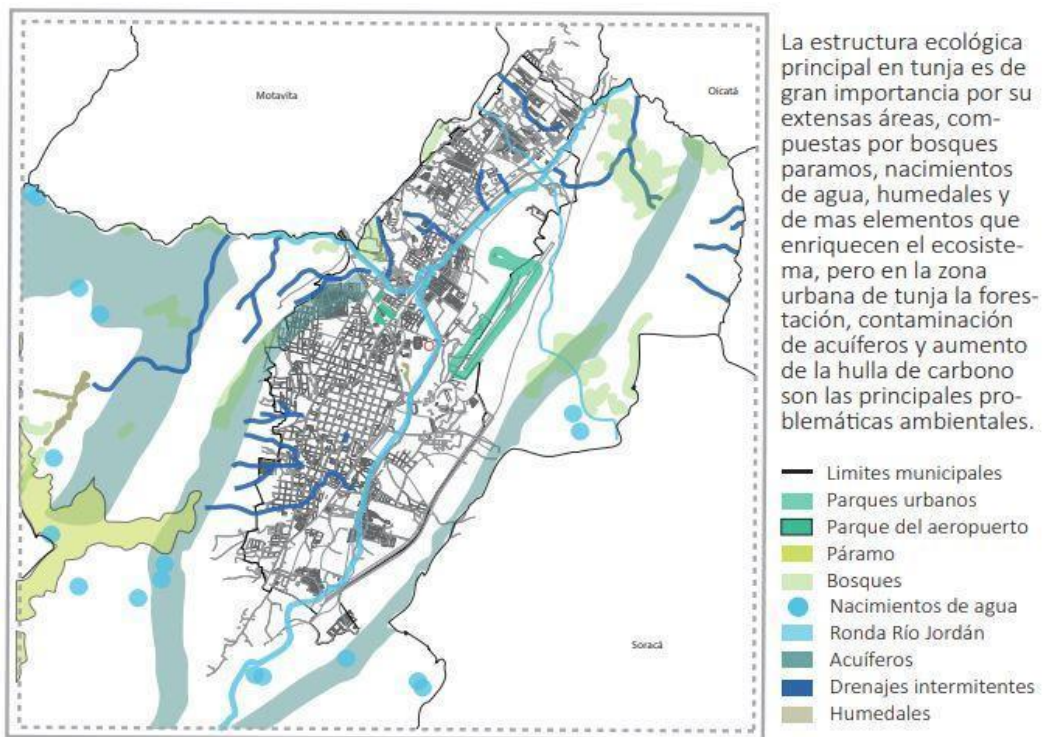 La estructura ecológica
principal en tunja es de
gran importancia por su
extensas áreas, com-
puestas por bosques
paramos, nacimientos
de agua, humedales y
de mas elementos que
enriquecen el ecosiste-
ma, pero en la zona
urbana de tunja la fores-
tación, contaminación
de acuíferos y aumento
de la hulla de carbono
son las principales pro-
blemáticas ambientales.
Motavita
Oicatá
Soracá
Limites municipales
Parques urbanos
Parque del aeropuerto
Páramo
Bosques
Nacimientos de agua
Ronda Río Jordán
Acuíferos
Drenajes intermitentes
Humedales